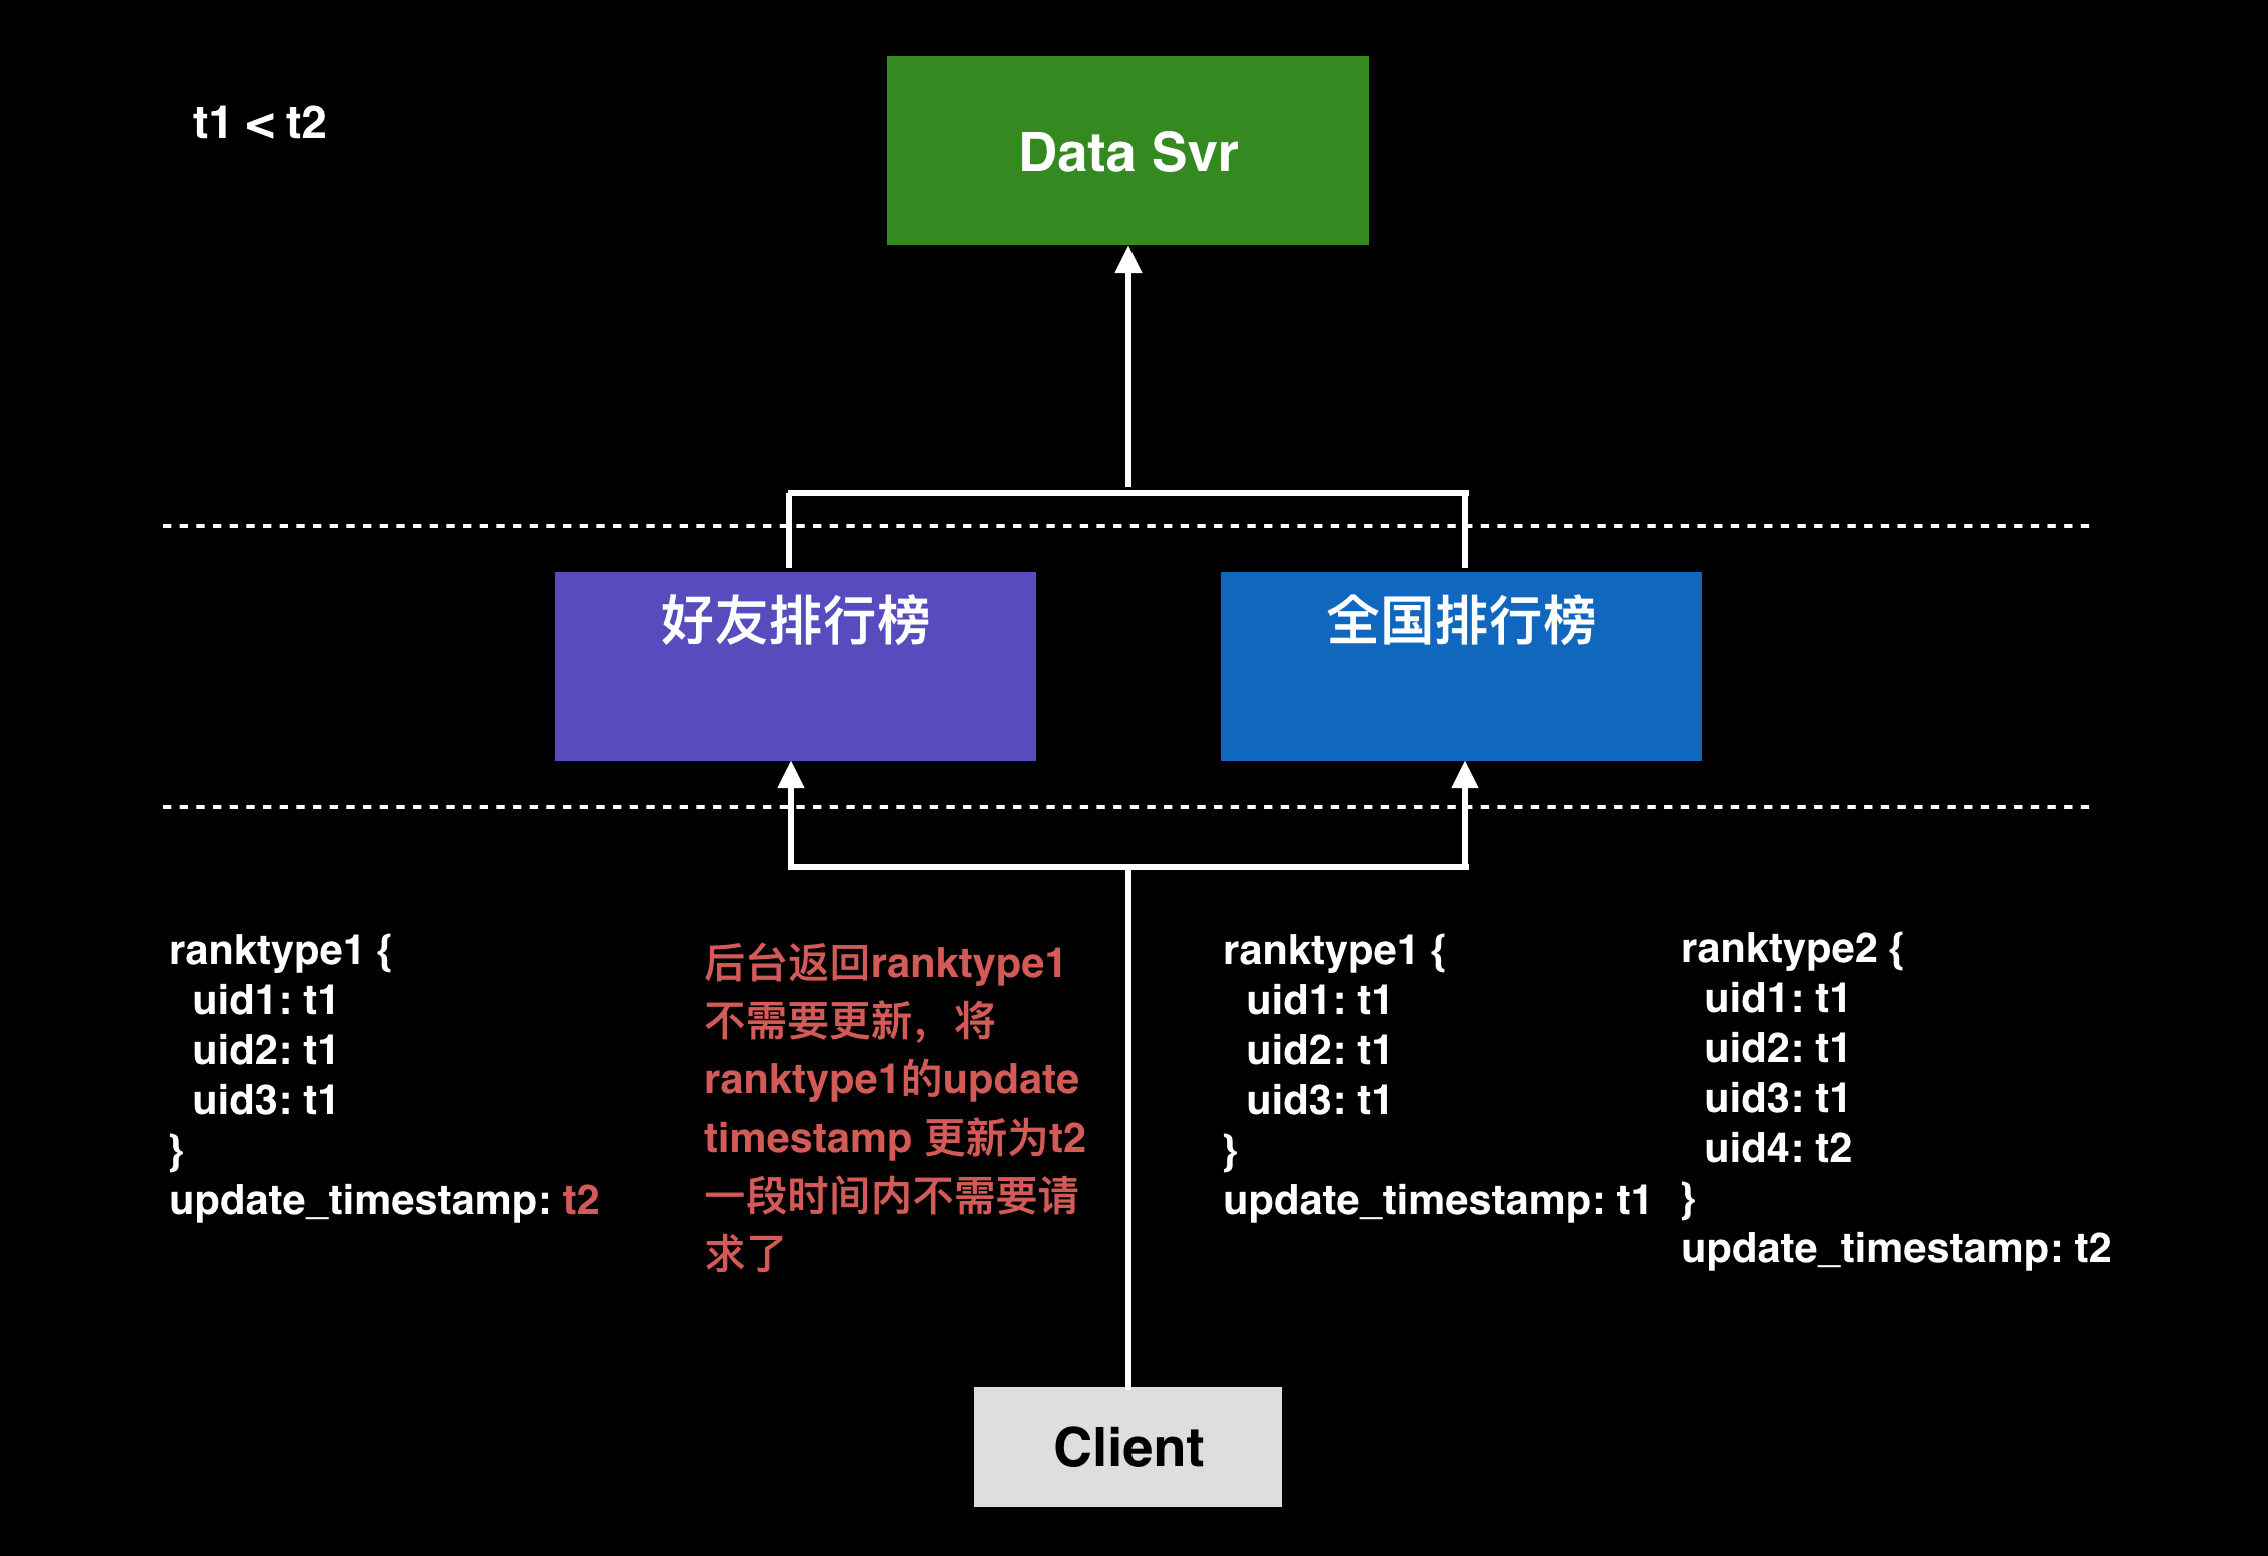 t1 < t2
Data Svr
好友排行榜
全国排行榜
ranktype1 {
uid1: t1
uid2: t1
uid3: t1
}
update_timestamp: t2
后台返回ranktype1
不需要更新，将
ranktype1的update
timestamp 更新为t2
一段时间内不需要请
求了
ranktype1 {
uid1: t1
uid2: t1
uid3: t1
}
update_timestamp: t1
ranktype2 {
uid1: t1
uid2: t1
uid3: t1
uid4: t2
}
update_timestamp: t2
Client